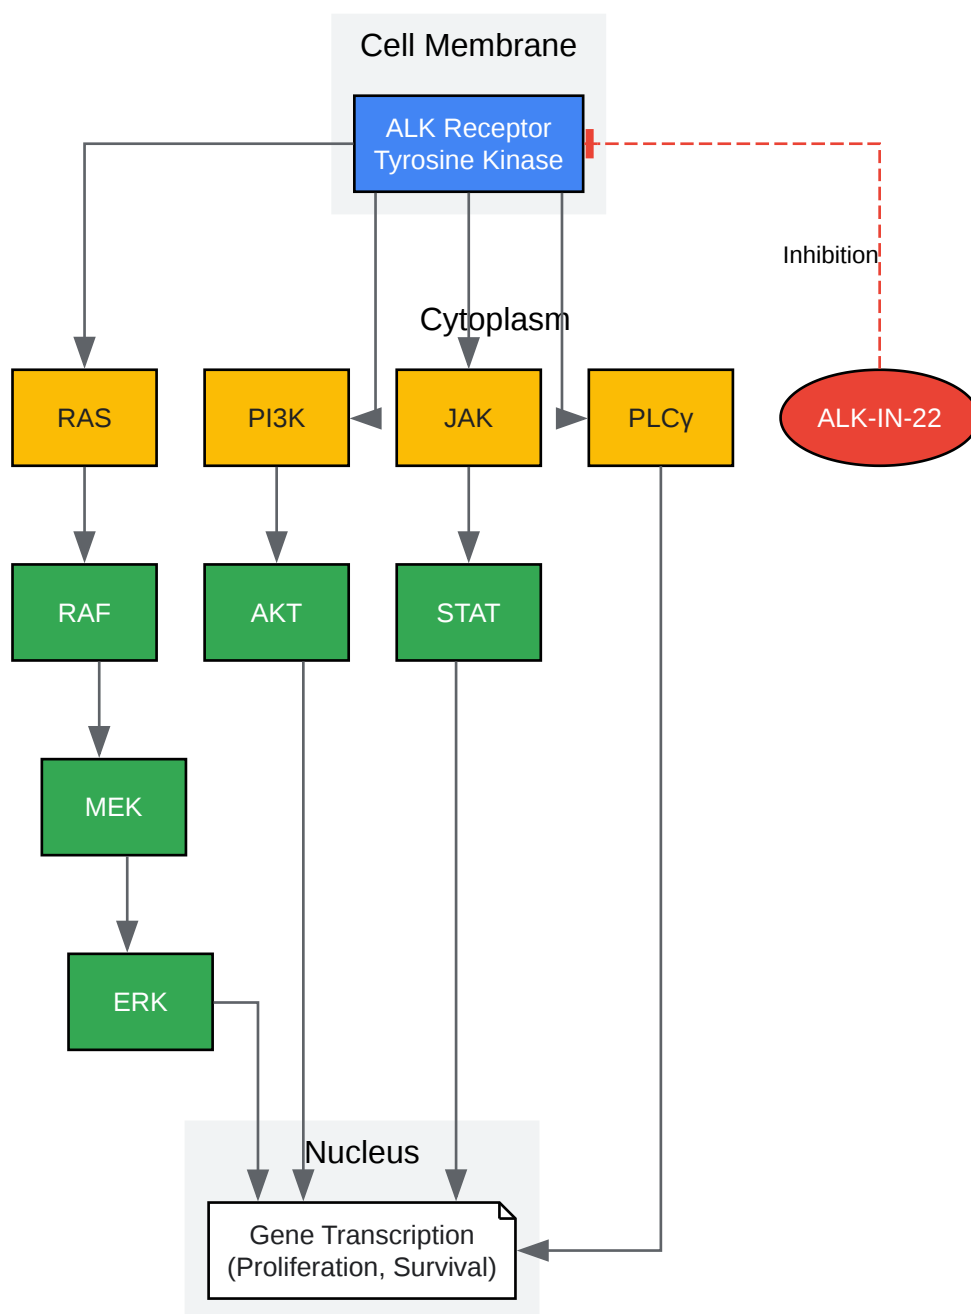 Cell Membrane
ALK Receptor
Tyrosine Kinase
Inhibition
Cytoplasm
RAS
PI3K
JAK
PLCγ
ALK-IN-22
RAF
AKT
STAT
MEK
ERK
Nucleus
Gene Transcription
(Proliferation, Survival)